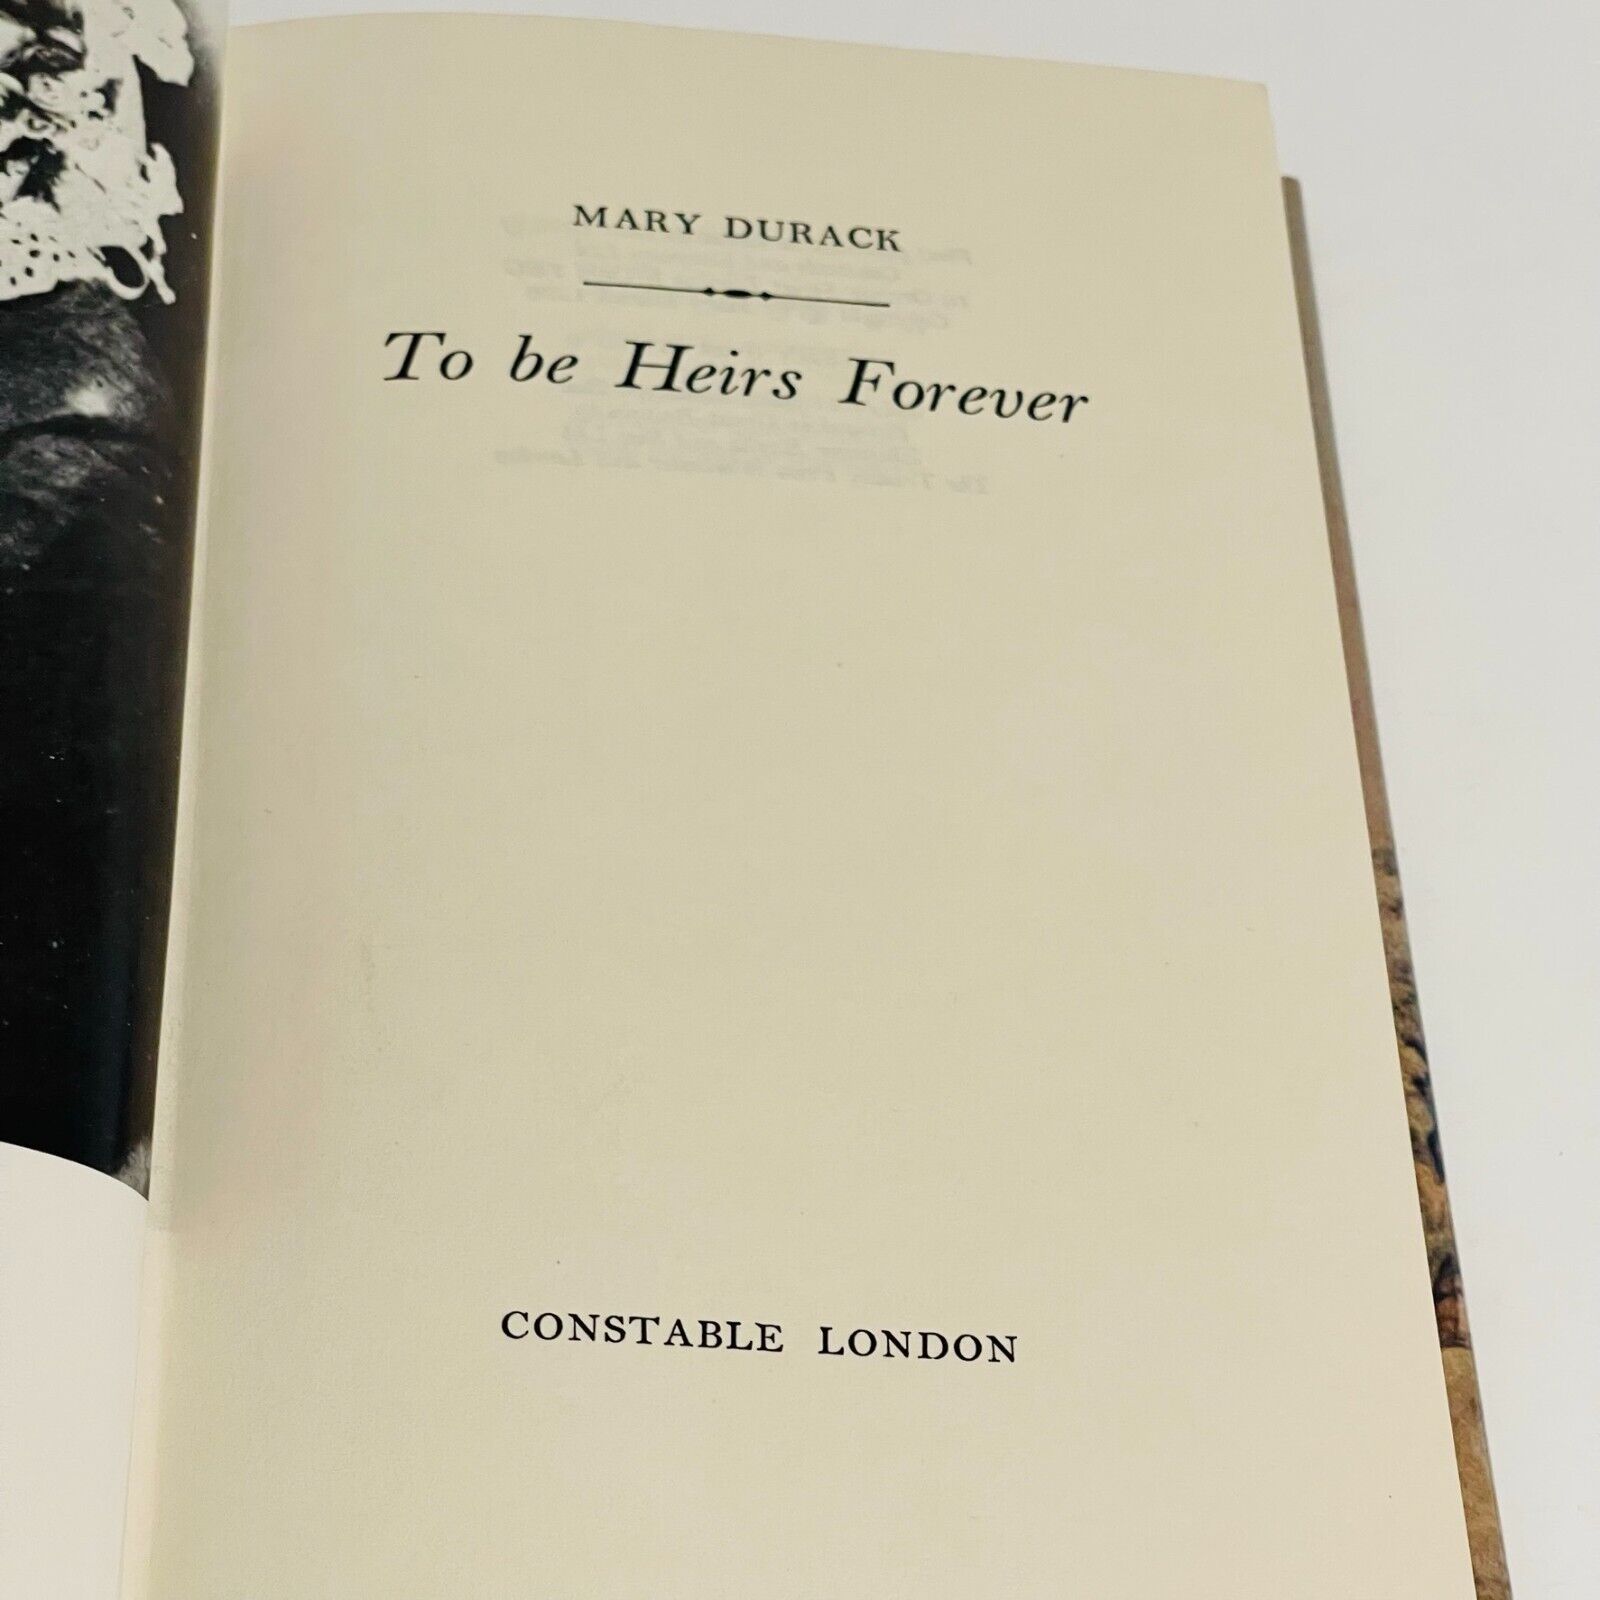 MARY DURACK
To be Heirs Forever
CONSTABLE LONDON